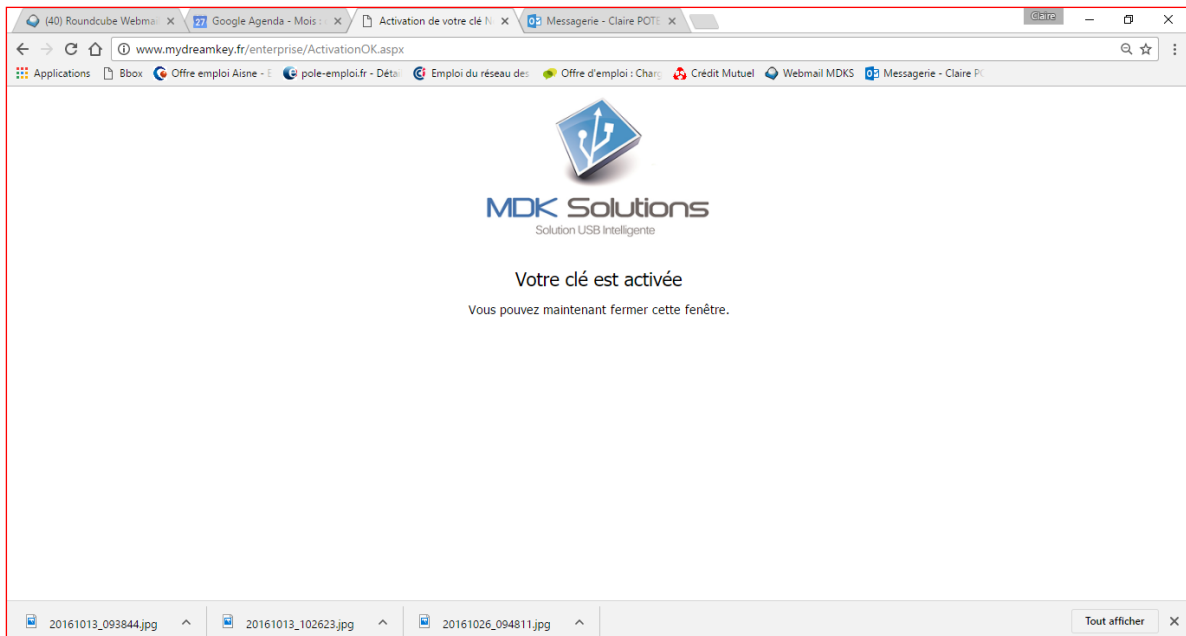 (40) Roundcube Webmai
27 Google Agenda - Mois : c
Activation de votre clé N
Messagerie - Claire POTE
Claire
www.mydreamkey.fr/enterprise/ActivationOK.aspx
Applications Bbox Offre emploi Aisne - E pole-emploi.fr - Détai Emploi du réseau des Offre d'emploi : Charg Crédit Mutuel Webmail MDKS Messagerie - Claire PO
MDK Solutions
Solution USB Intelligente
Votre clé est activée
Vous pouvez maintenant fermer cette fenêtre.
20161013_093844.jpg 20161013_102623.jpg 20161026_094811.jpg Tout afficher